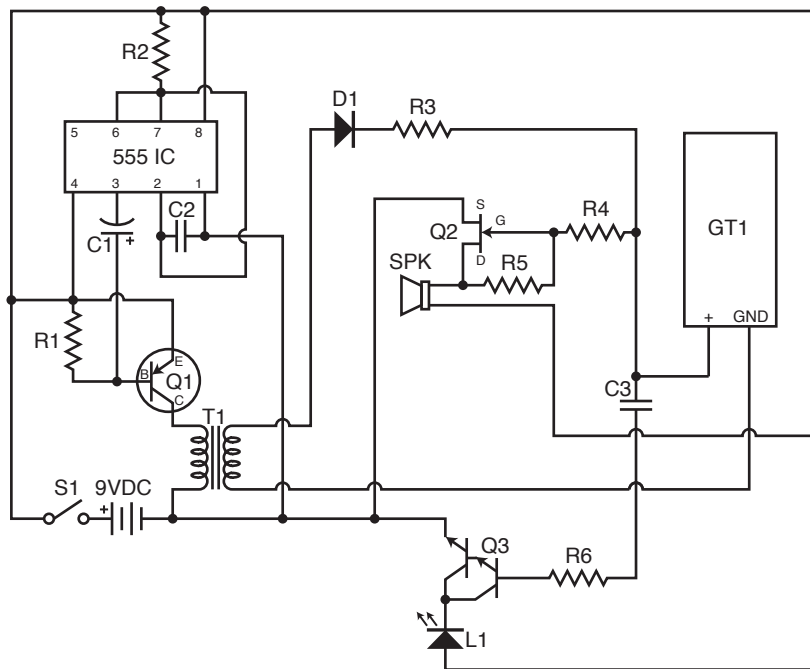 R2
5 6 7 8
555 IC
4 3 2 1
C1
+
C2
D1
R3
S
G
Q2
D
R4
R5
SPK
GT1
+ GND
R1
B
E
Q1
C
T1
C3
S1
9VDC
+
Q3
R6
L1